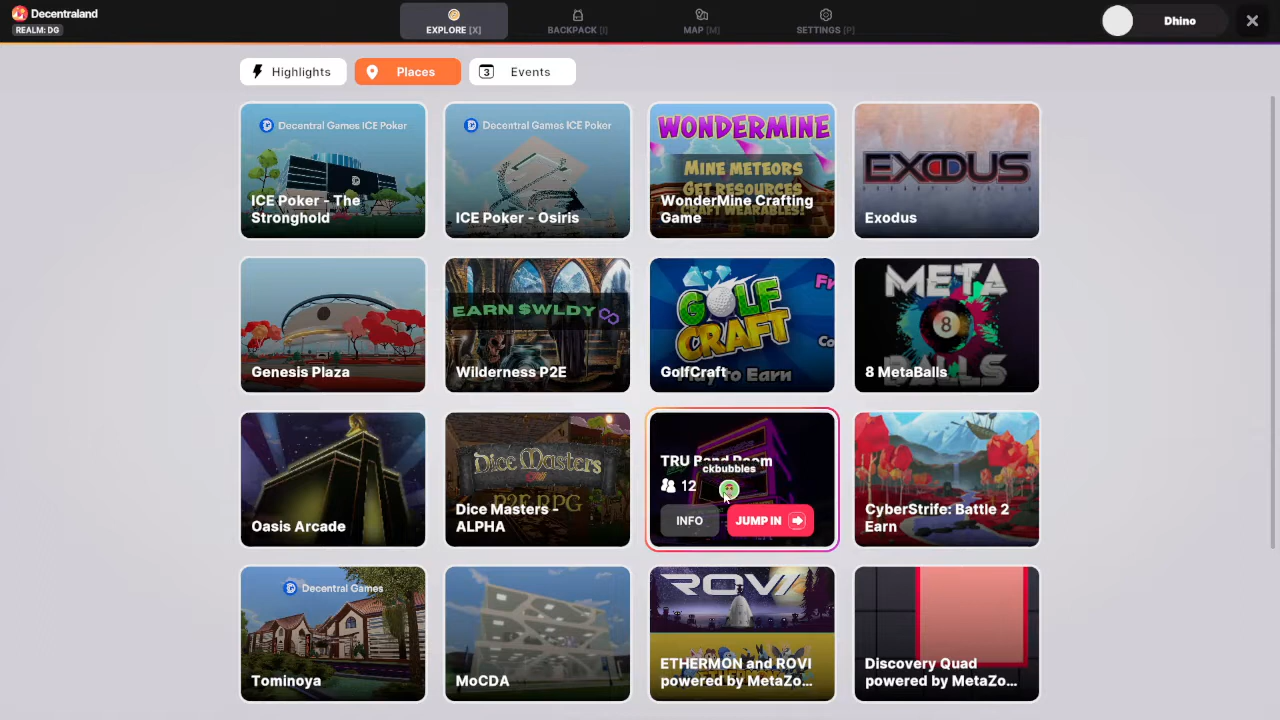 Decentraland
REALM: DG
EXPLORE [X]
BACKPACK [I]
MAP [M]
SETTINGS [P]
Dhino
Highlights
Places
3
Events
Decentral Games ICE Poker
ICE Poker - The
Stronghold
Decentral Games ICE Poker
ICE Poker - Osiris
WONDERMINE
MINE METEORS
GET RESOURCES
CRAFT WEARABLES!
WonderMine Crafting
Game
EXODUS
Exodus
Genesis Plaza
EARN $WLDY
Wilderness P2E
GOLF
CRAFT
Play to Earn
GolfCraft
META
8
BALLS
8 MetaBalls
Oasis Arcade
Dice Masters
P2E RPG
Dice Masters -
ALPHA
TRU Band Room
ckbubbles
12
INFO
JUMP IN
CyberStrife: Battle 2
Earn
Decentral Games
Tominoya
MoCDA
ROVI
ETHERMON and ROVI
powered by MetaZo...
Discovery Quad
powered by MetaZo...